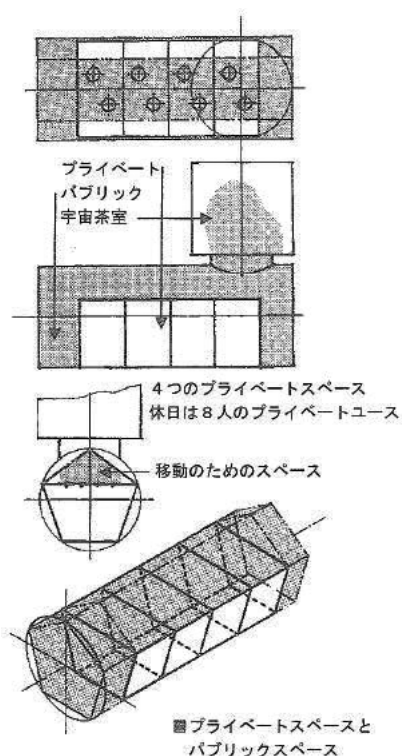 プライベート
パブリック
宇宙茶室
4つのプライベートスペース
休日は8人のプライベートユース
移動のためのスペース
■プライベートスペースと
パブリックスペース